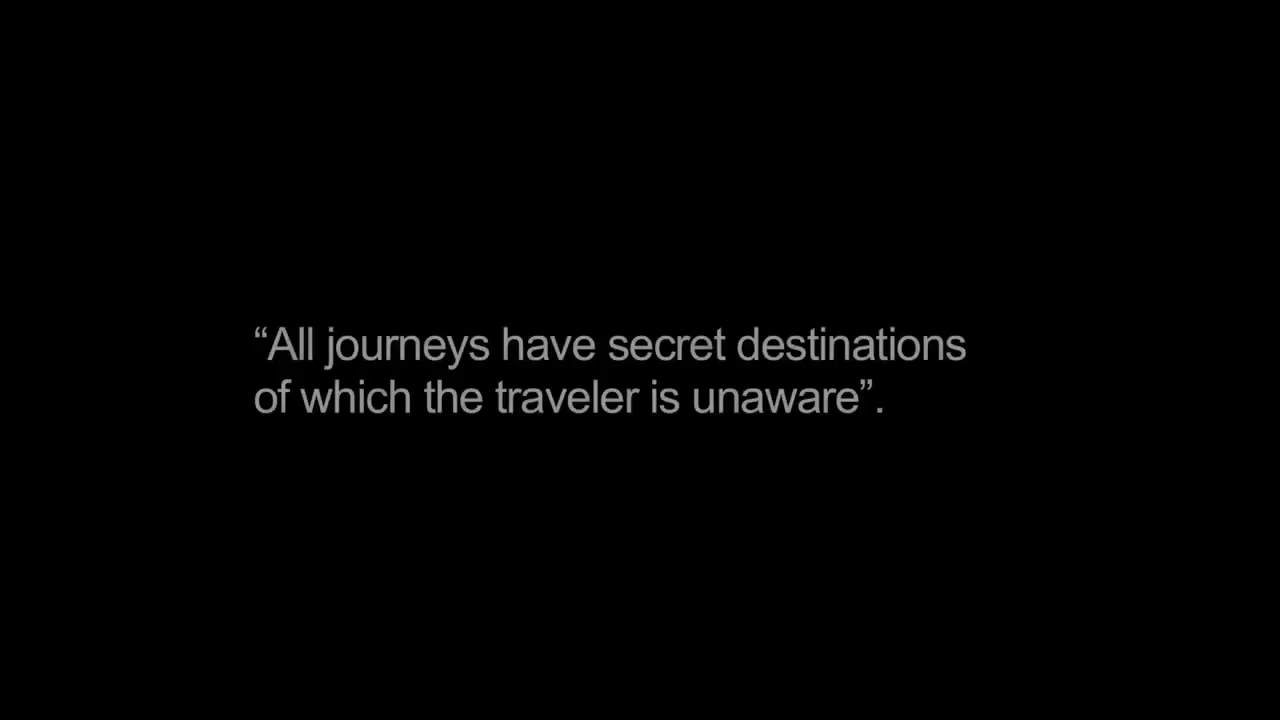 “All journeys have secret destinations
of which the traveler is unaware”.